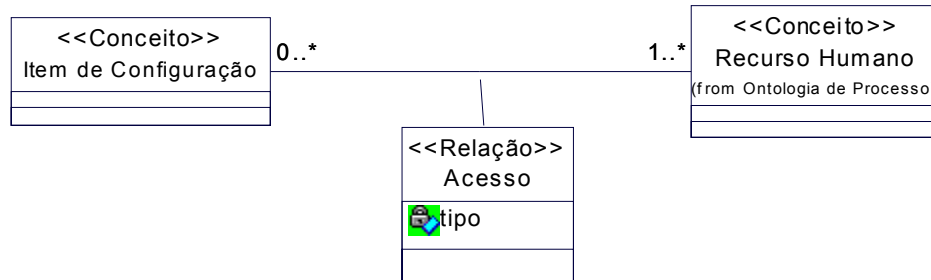 <<Conceito>>
Item de Configuração
0..*
1..*
<<Conceito>>
Recurso Humano
(from Ontologia de Processo
<<Relação>>
Acesso
tipo